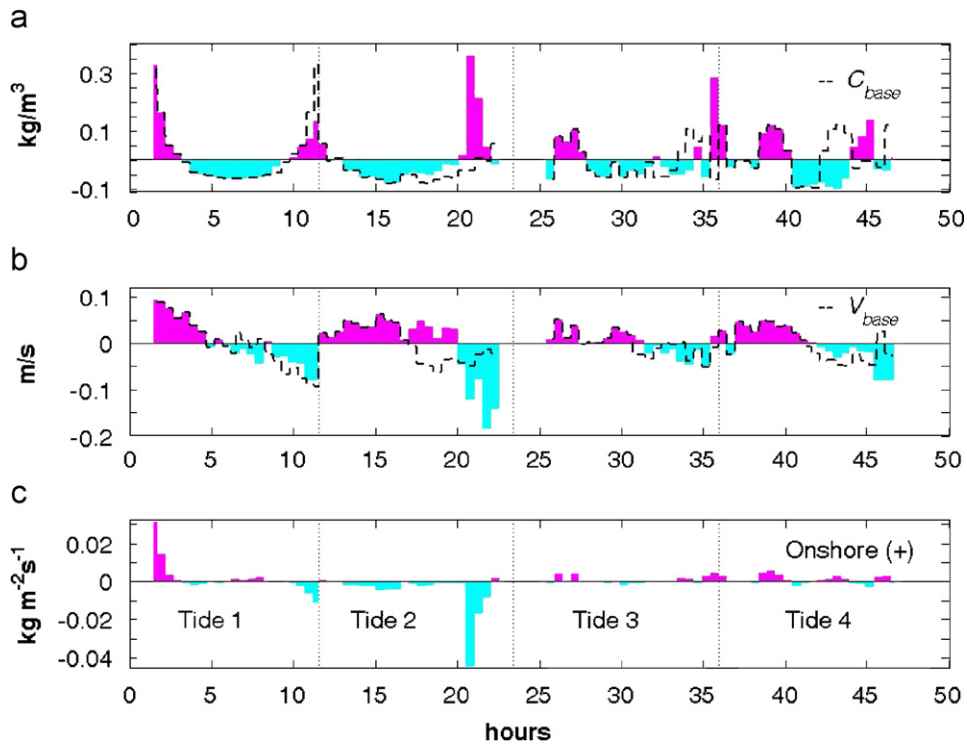 a
kg/m³
0.3
0.1
-0.1
-- C_base
0 5 10 15 20 25 30 35 40 45 50
b
m/s
0.1
0
-0.1
-0.2
-- V_base
0 5 10 15 20 25 30 35 40 45 50
c
kg m⁻²s⁻¹
0.02
0
-0.02
-0.04
Onshore (+)
Tide 1 Tide 2 Tide 3 Tide 4
0 5 10 15 20 25 30 35 40 45 50
hours